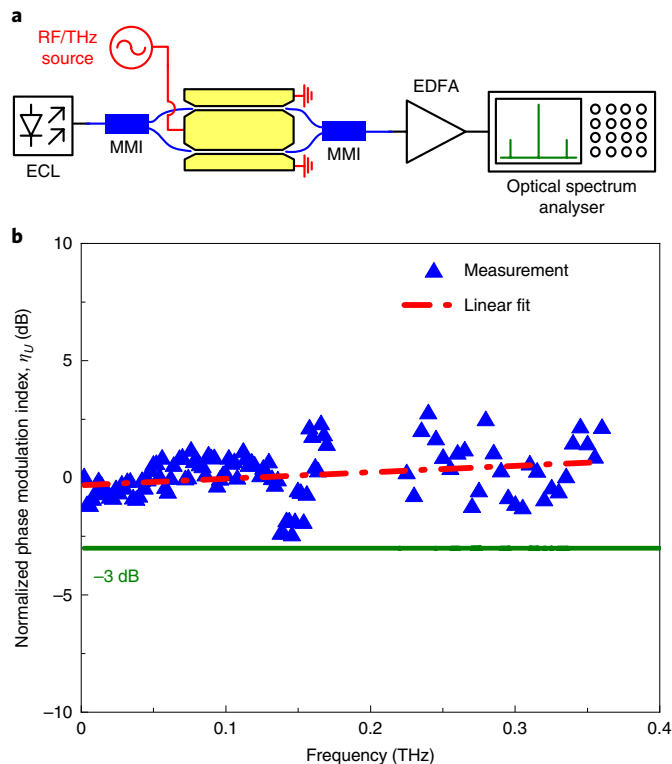 a
RF/THz
source
EDFA
ECL
MMI
MMI
Optical spectrum
analyser
b
Normalized phase modulation index, η_U (dB)
10
5
0
−5
−10
Measurement
Linear fit
−3 dB
0
0.1
0.2
0.3
0.4
Frequency (THz)